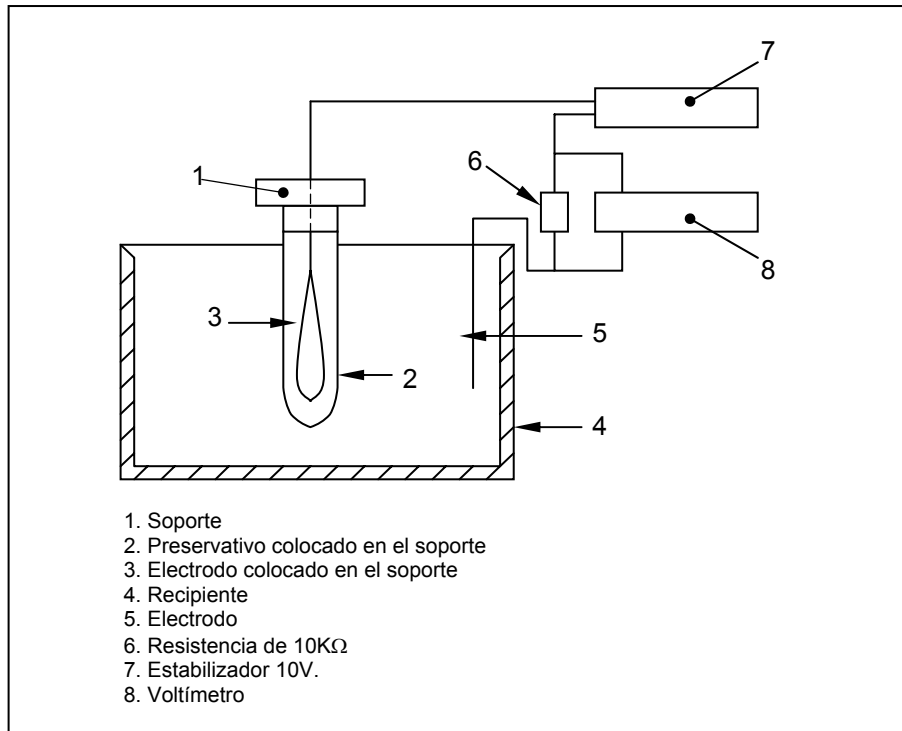 7
6
1
8
3
5
2
4
1. Soporte
2. Preservativo colocado en el soporte
3. Electrodo colocado en el soporte
4. Recipiente
5. Electrodo
6. Resistencia de 10KΩ
7. Estabilizador 10V.
8. Voltímetro